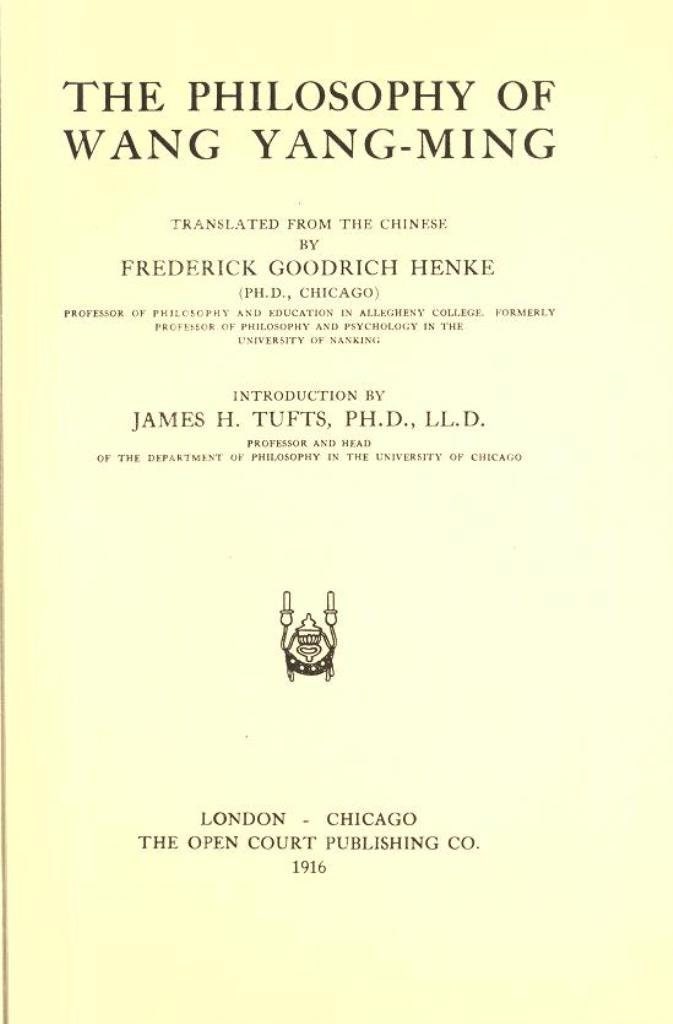 THE PHILOSOPHY OF
WANG YANG-MING
TRANSLATED FROM THE CHINESE
BY
FREDERICK GOODRICH HENKE
(PH.D., CHICAGO)
PROFESSOR OF PHILOSOPHY AND EDUCATION IN ALLEGHENY COLLEGE. FORMERLY
PROFESSOR OF PHILOSOPHY AND PSYCHOLOGY IN THE
UNIVERSITY OF NANKING
INTRODUCTION BY
JAMES H. TUFTS, PH.D., LL.D.
PROFESSOR AND HEAD
OF THE DEPARTMENT OF PHILOSOPHY IN THE UNIVERSITY OF CHICAGO
LONDON - CHICAGO
THE OPEN COURT PUBLISHING CO.
1916